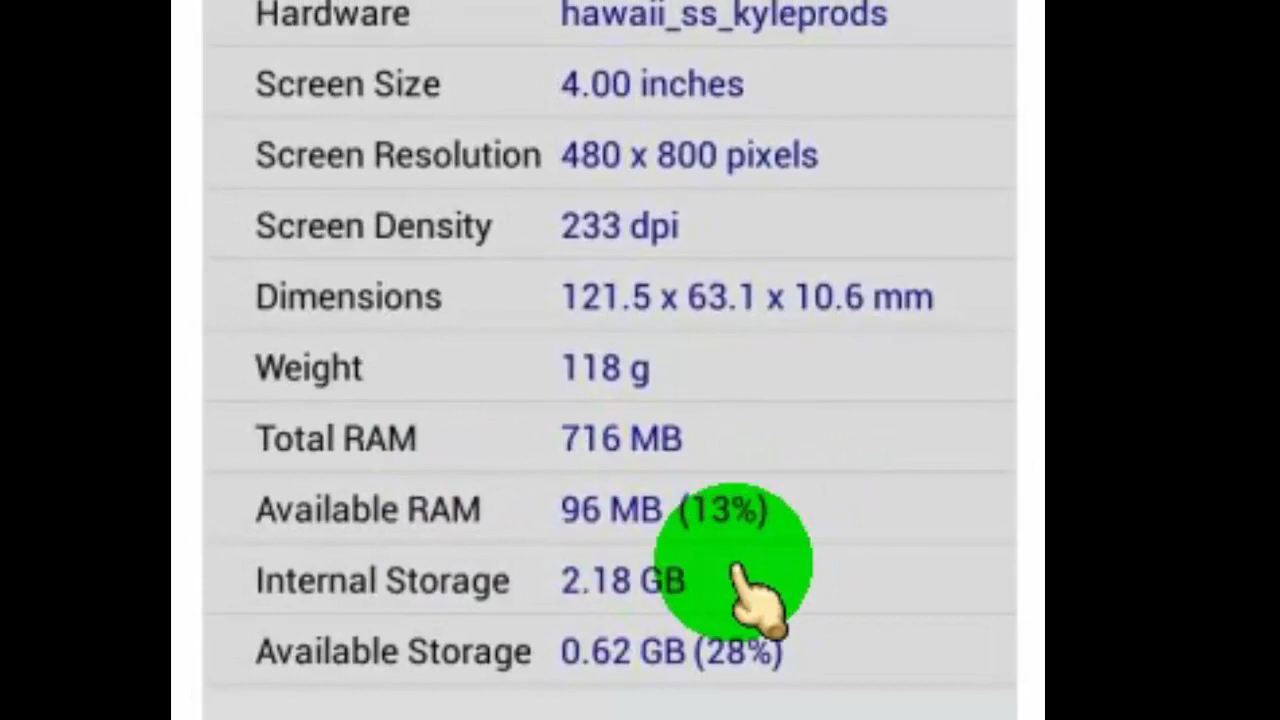 Hardware hawaii_ss_kyleprods
Screen Size 4.00 inches
Screen Resolution 480 x 800 pixels
Screen Density 233 dpi
Dimensions 121.5 x 63.1 x 10.6 mm
Weight 118 g
Total RAM 716 MB
Available RAM 96 MB (13%)
Internal Storage 2.18 GB
Available Storage 0.62 GB (28%)